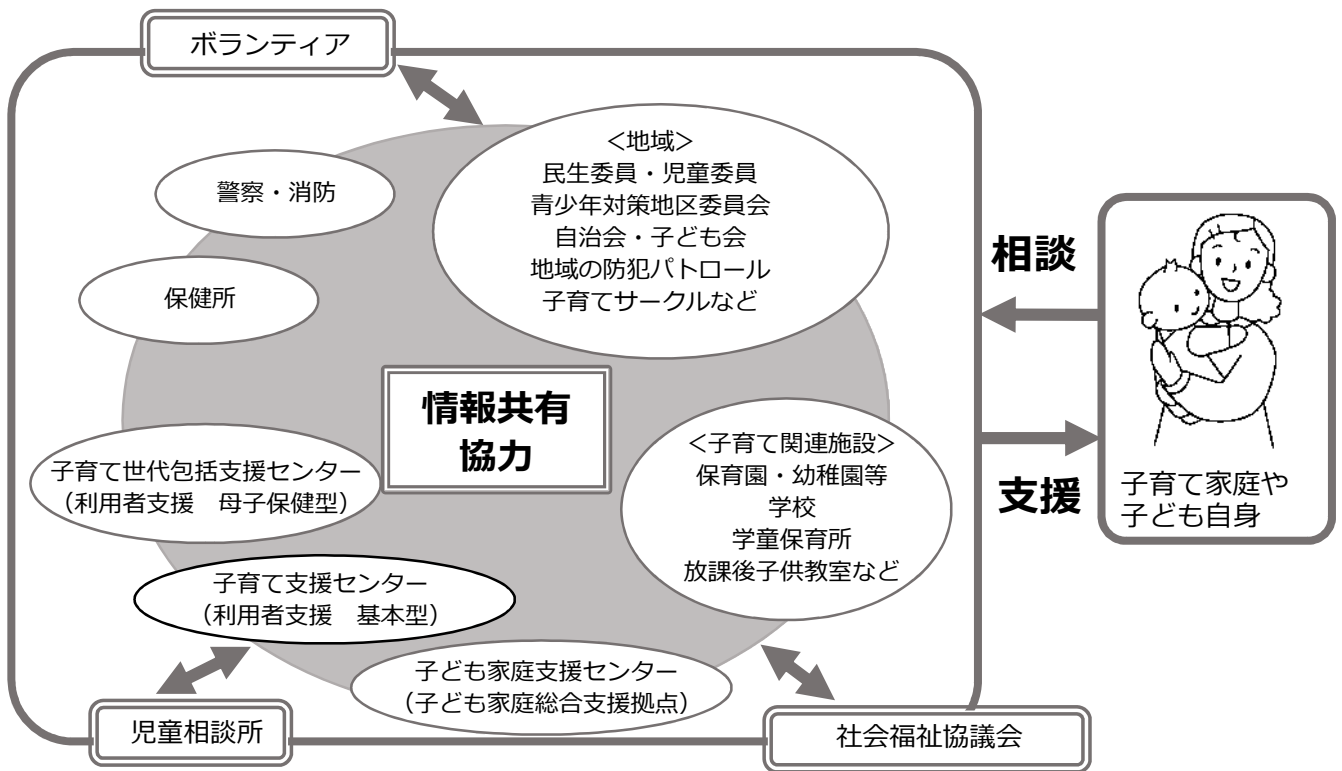 ボランティア
<地域>
民生委員・児童委員
青少年対策地区委員会
自治会・子ども会
地域の防犯パトロール
子育てサークルなど
警察・消防
保健所
相談
情報共有
協力
<子育て関連施設>
保育園・幼稚園等
学校
学童保育所
放課後子供教室など
支援
子育て家庭や
子ども自身
子育て世代包括支援センター
（利用者支援　母子保健型）
子育て支援センター
（利用者支援　基本型）
子ども家庭支援センター
（子ども家庭総合支援拠点）
児童相談所
社会福祉協議会